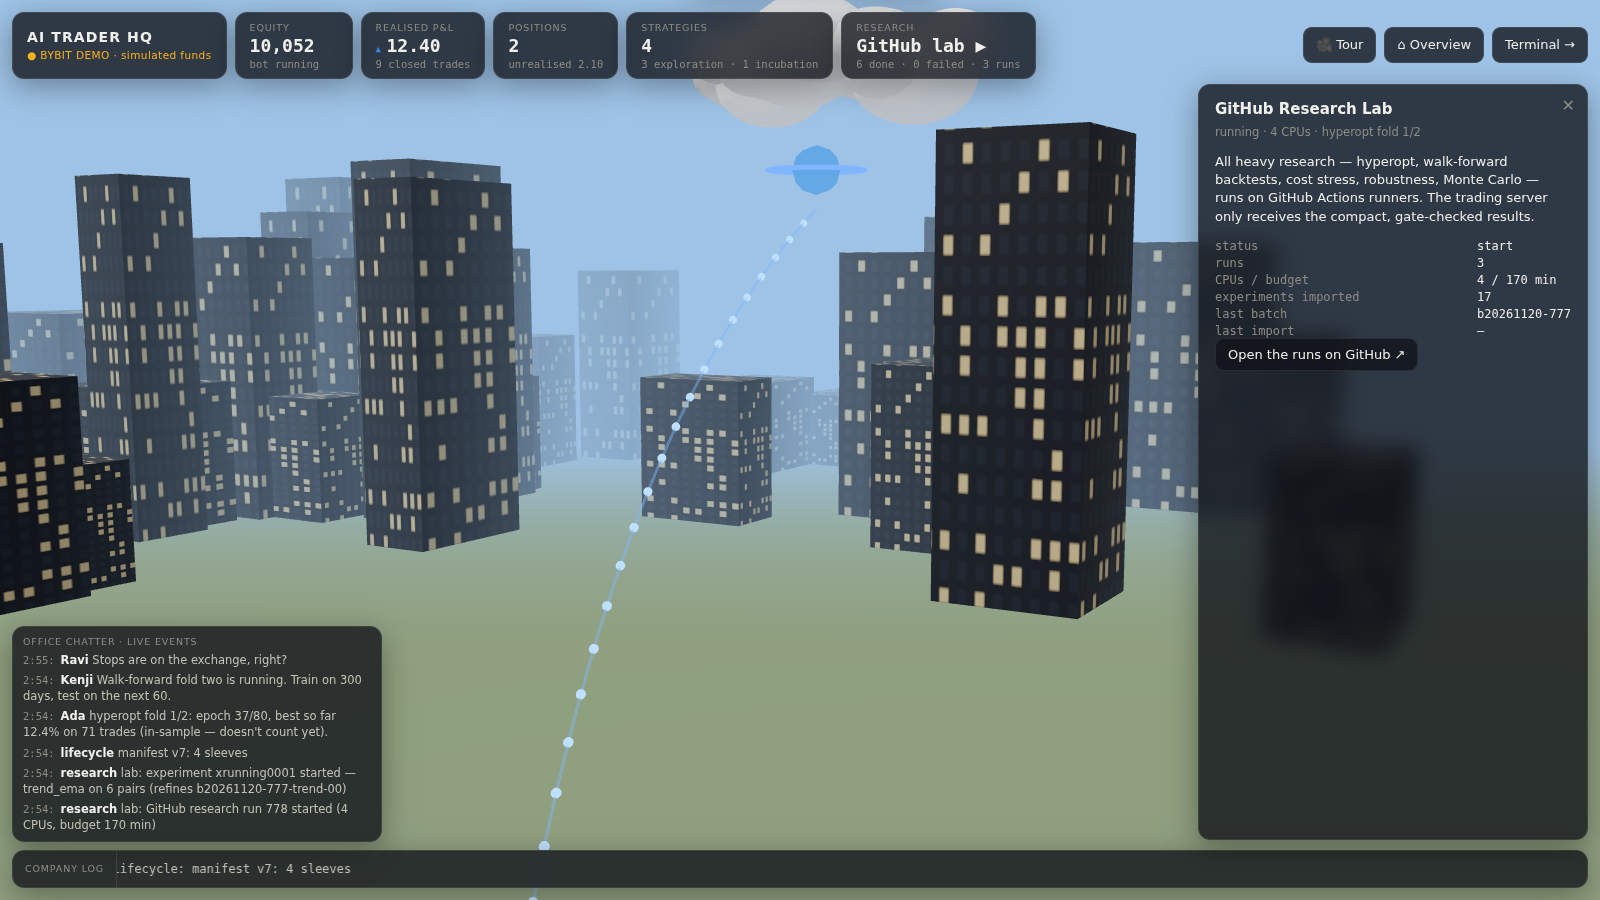 AI TRADER HQ
● BYBIT DEMO · simulated funds
EQUITY
10,052
bot running
REALISED P&L
▲ 12.40
9 closed trades
POSITIONS
2
unrealised 2.10
STRATEGIES
4
3 exploration · 1 incubation
RESEARCH
GitHub lab ▶
6 done · 0 failed · 3 runs
🎥 Tour
⌂ Overview
Terminal →
GitHub Research Lab
✕
running · 4 CPUs · hyperopt fold 1/2
All heavy research — hyperopt, walk-forward
backtests, cost stress, robustness, Monte Carlo —
runs on GitHub Actions runners. The trading server
only receives the compact, gate-checked results.
status start
runs 3
CPUs / budget 4 / 170 min
experiments imported 17
last batch b20261120-777
last import —
Open the runs on GitHub ↗
OFFICE CHATTER · LIVE EVENTS
2:55: Ravi Stops are on the exchange, right?
2:54: Kenji Walk-forward fold two is running. Train on 300
days, test on the next 60.
2:54: Ada hyperopt fold 1/2: epoch 37/80, best so far
12.4% on 71 trades (in-sample — doesn't count yet).
2:54: lifecycle manifest v7: 4 sleeves
2:54: research lab: experiment xrunning0001 started —
trend_ema on 6 pairs (refines b20261120-777-trend-00)
2:54: research lab: GitHub research run 778 started (4
CPUs, budget 170 min)
COMPANY LOG
lifecycle: manifest v7: 4 sleeves